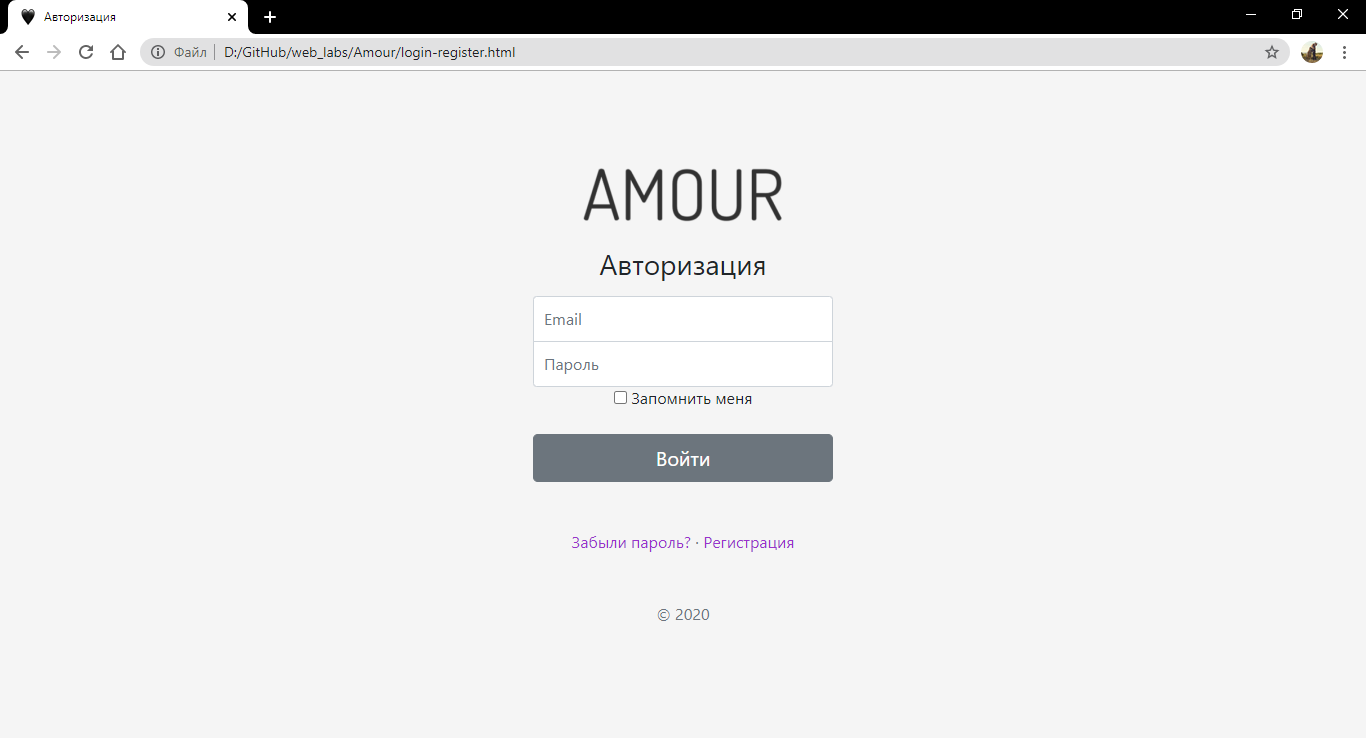 Авторизация
Файл D:/GitHub/web_labs/Amour/login-register.html
AMOUR
Авторизация
Email
Пароль
Запомнить меня
Войти
Забыли пароль? · Регистрация
© 2020